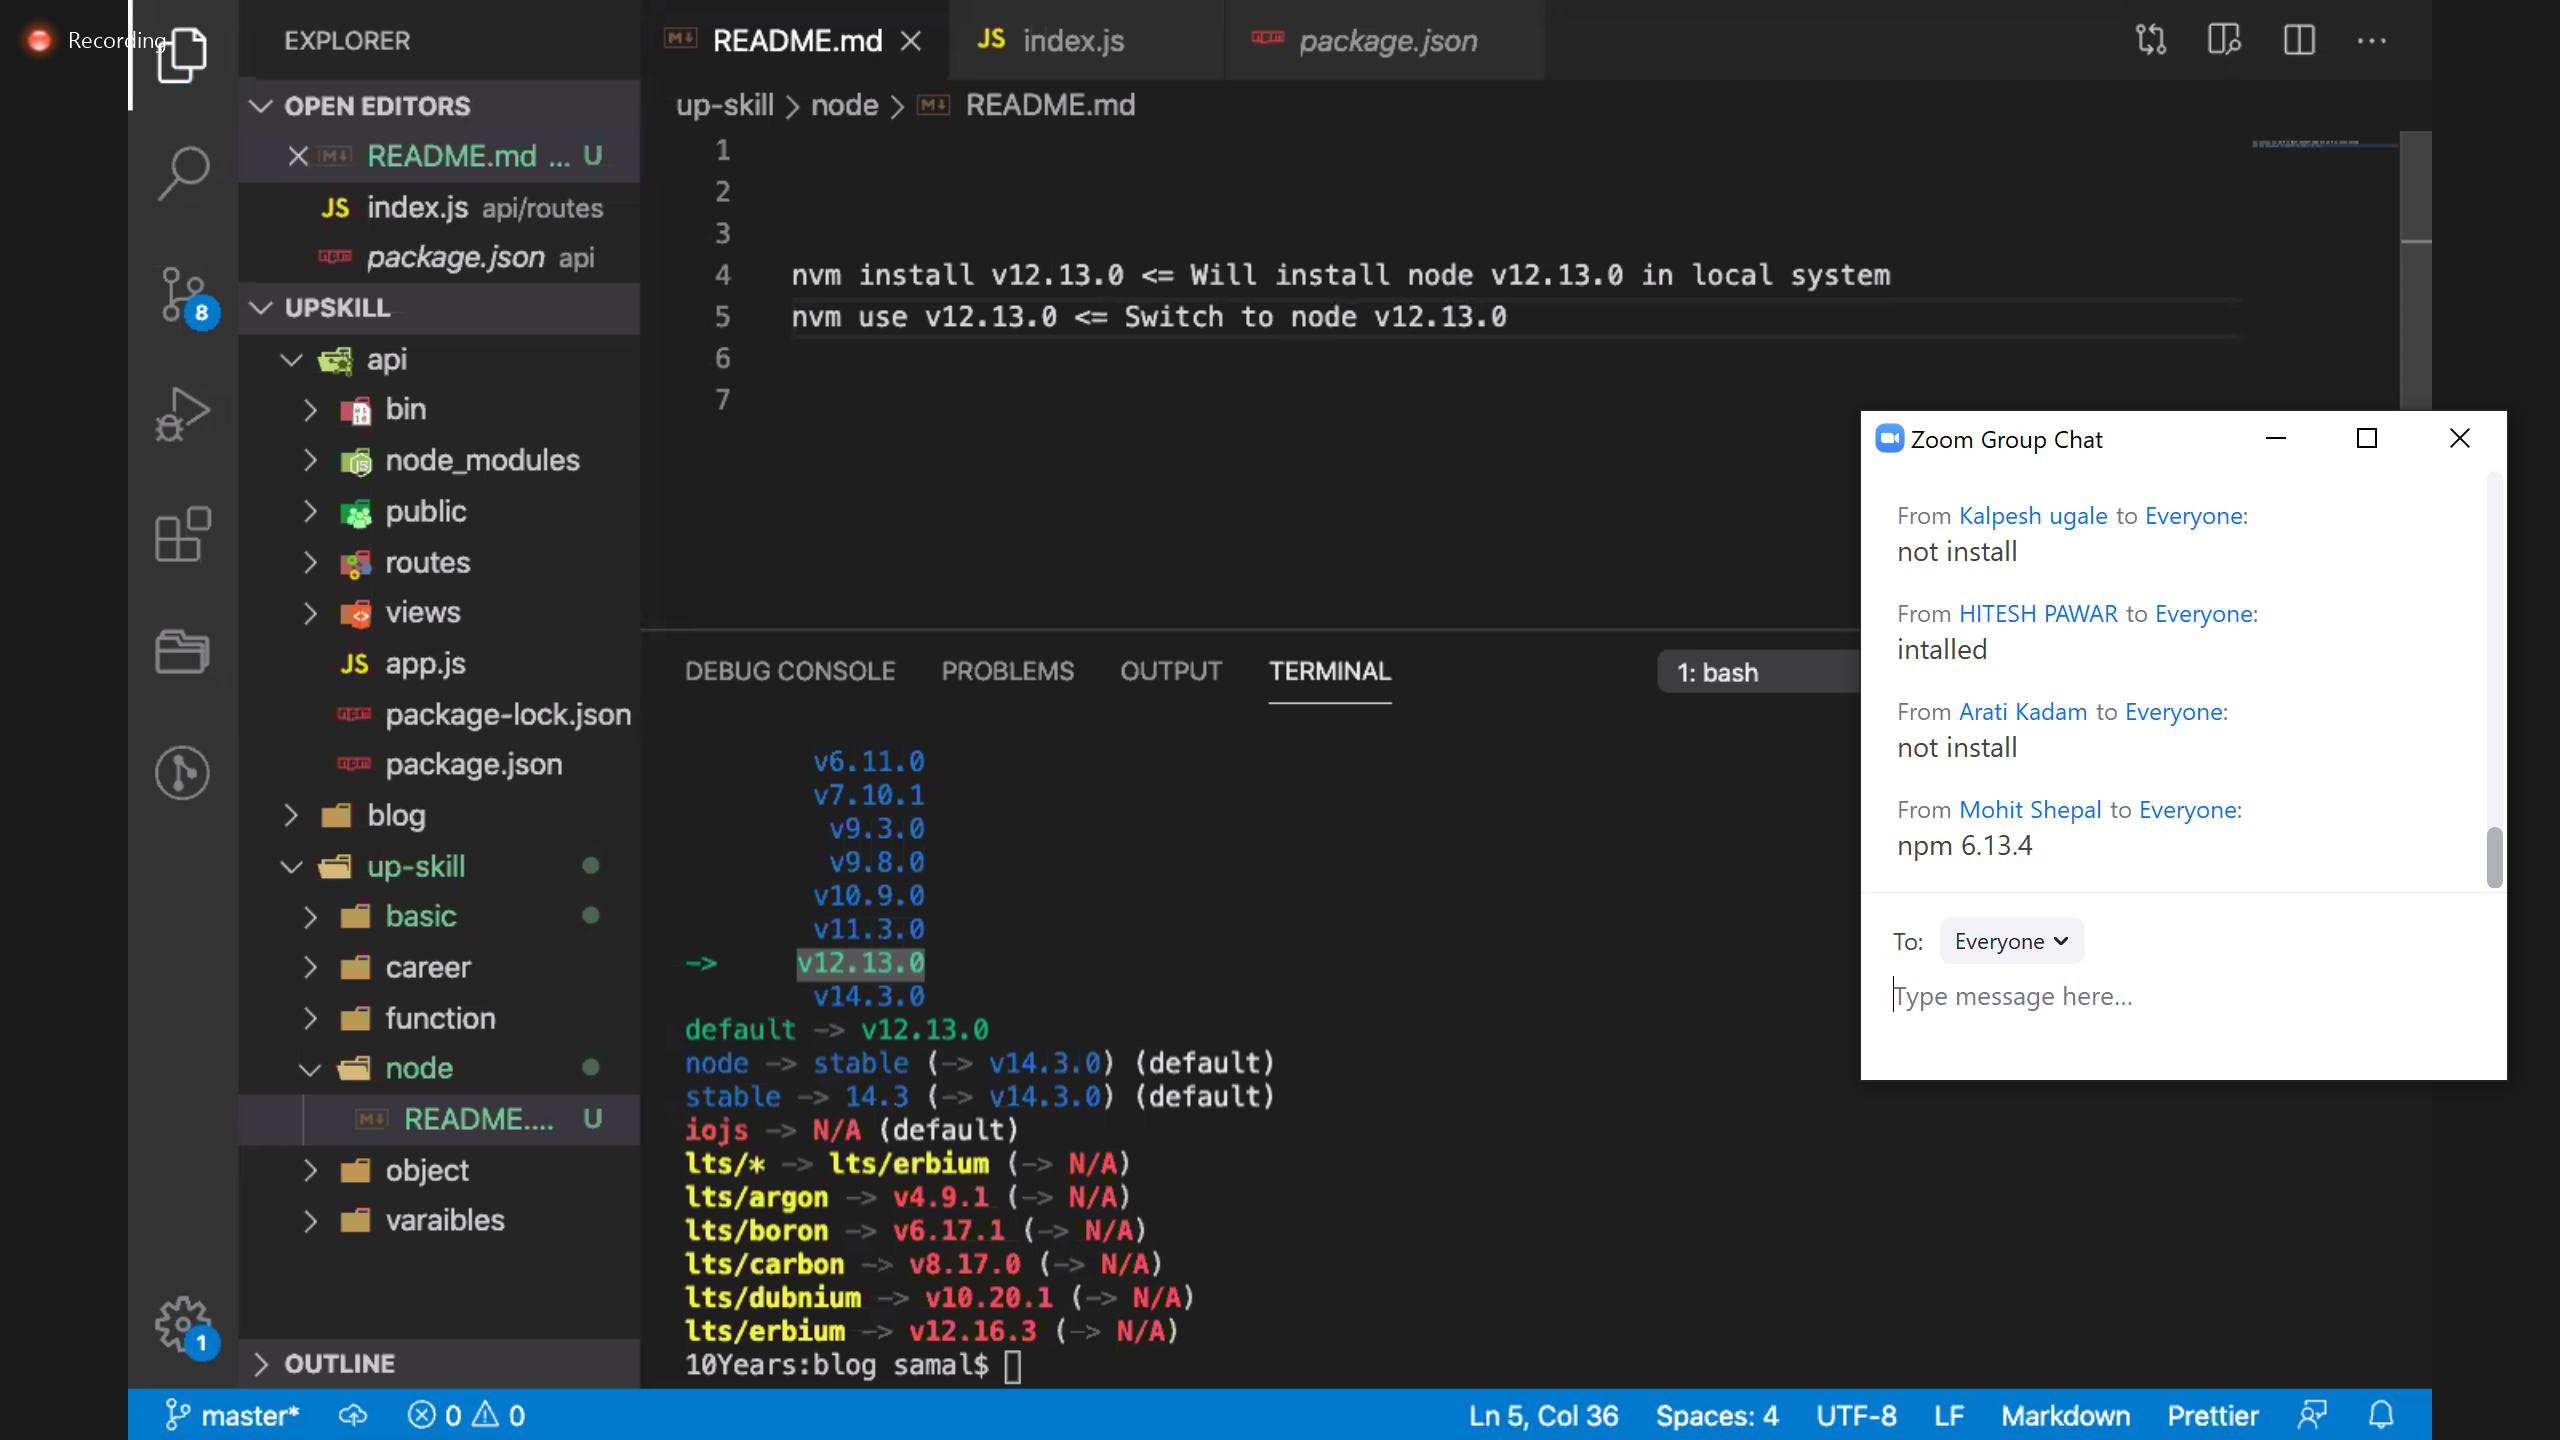 Recording
EXPLORER
OPEN EDITORS
README.md ... U
JS index.js api/routes
package.json api
UPSKILL
api
bin
node_modules
public
routes
views
JS app.js
package-lock.json
package.json
blog
up-skill
basic
career
function
node
README.... U
object
varaibles
OUTLINE
8
1
README.md
JS index.js
package.json
up-skill > node > README.md
1
2
3
4 nvm install v12.13.0 <= Will install node v12.13.0 in local system
5 nvm use v12.13.0 <= Switch to node v12.13.0
6
7
DEBUG CONSOLE PROBLEMS OUTPUT TERMINAL 1: bash
v6.11.0
v7.10.1
v9.3.0
v9.8.0
v10.9.0
v11.3.0
-> v12.13.0
v14.3.0
default -> v12.13.0
node -> stable (-> v14.3.0) (default)
stable -> 14.3 (-> v14.3.0) (default)
iojs -> N/A (default)
lts/* -> lts/erbium (-> N/A)
lts/argon -> v4.9.1 (-> N/A)
lts/boron -> v6.17.1 (-> N/A)
lts/carbon -> v8.17.0 (-> N/A)
lts/dubnium -> v10.20.1 (-> N/A)
lts/erbium -> v12.16.3 (-> N/A)
10Years:blog samal$
Zoom Group Chat
From Kalpesh ugale to Everyone:
not install
From HITESH PAWAR to Everyone:
intalled
From Arati Kadam to Everyone:
not install
From Mohit Shepal to Everyone:
npm 6.13.4
To: Everyone
Type message here...
master* 0 0 Ln 5, Col 36 Spaces: 4 UTF-8 LF Markdown Prettier